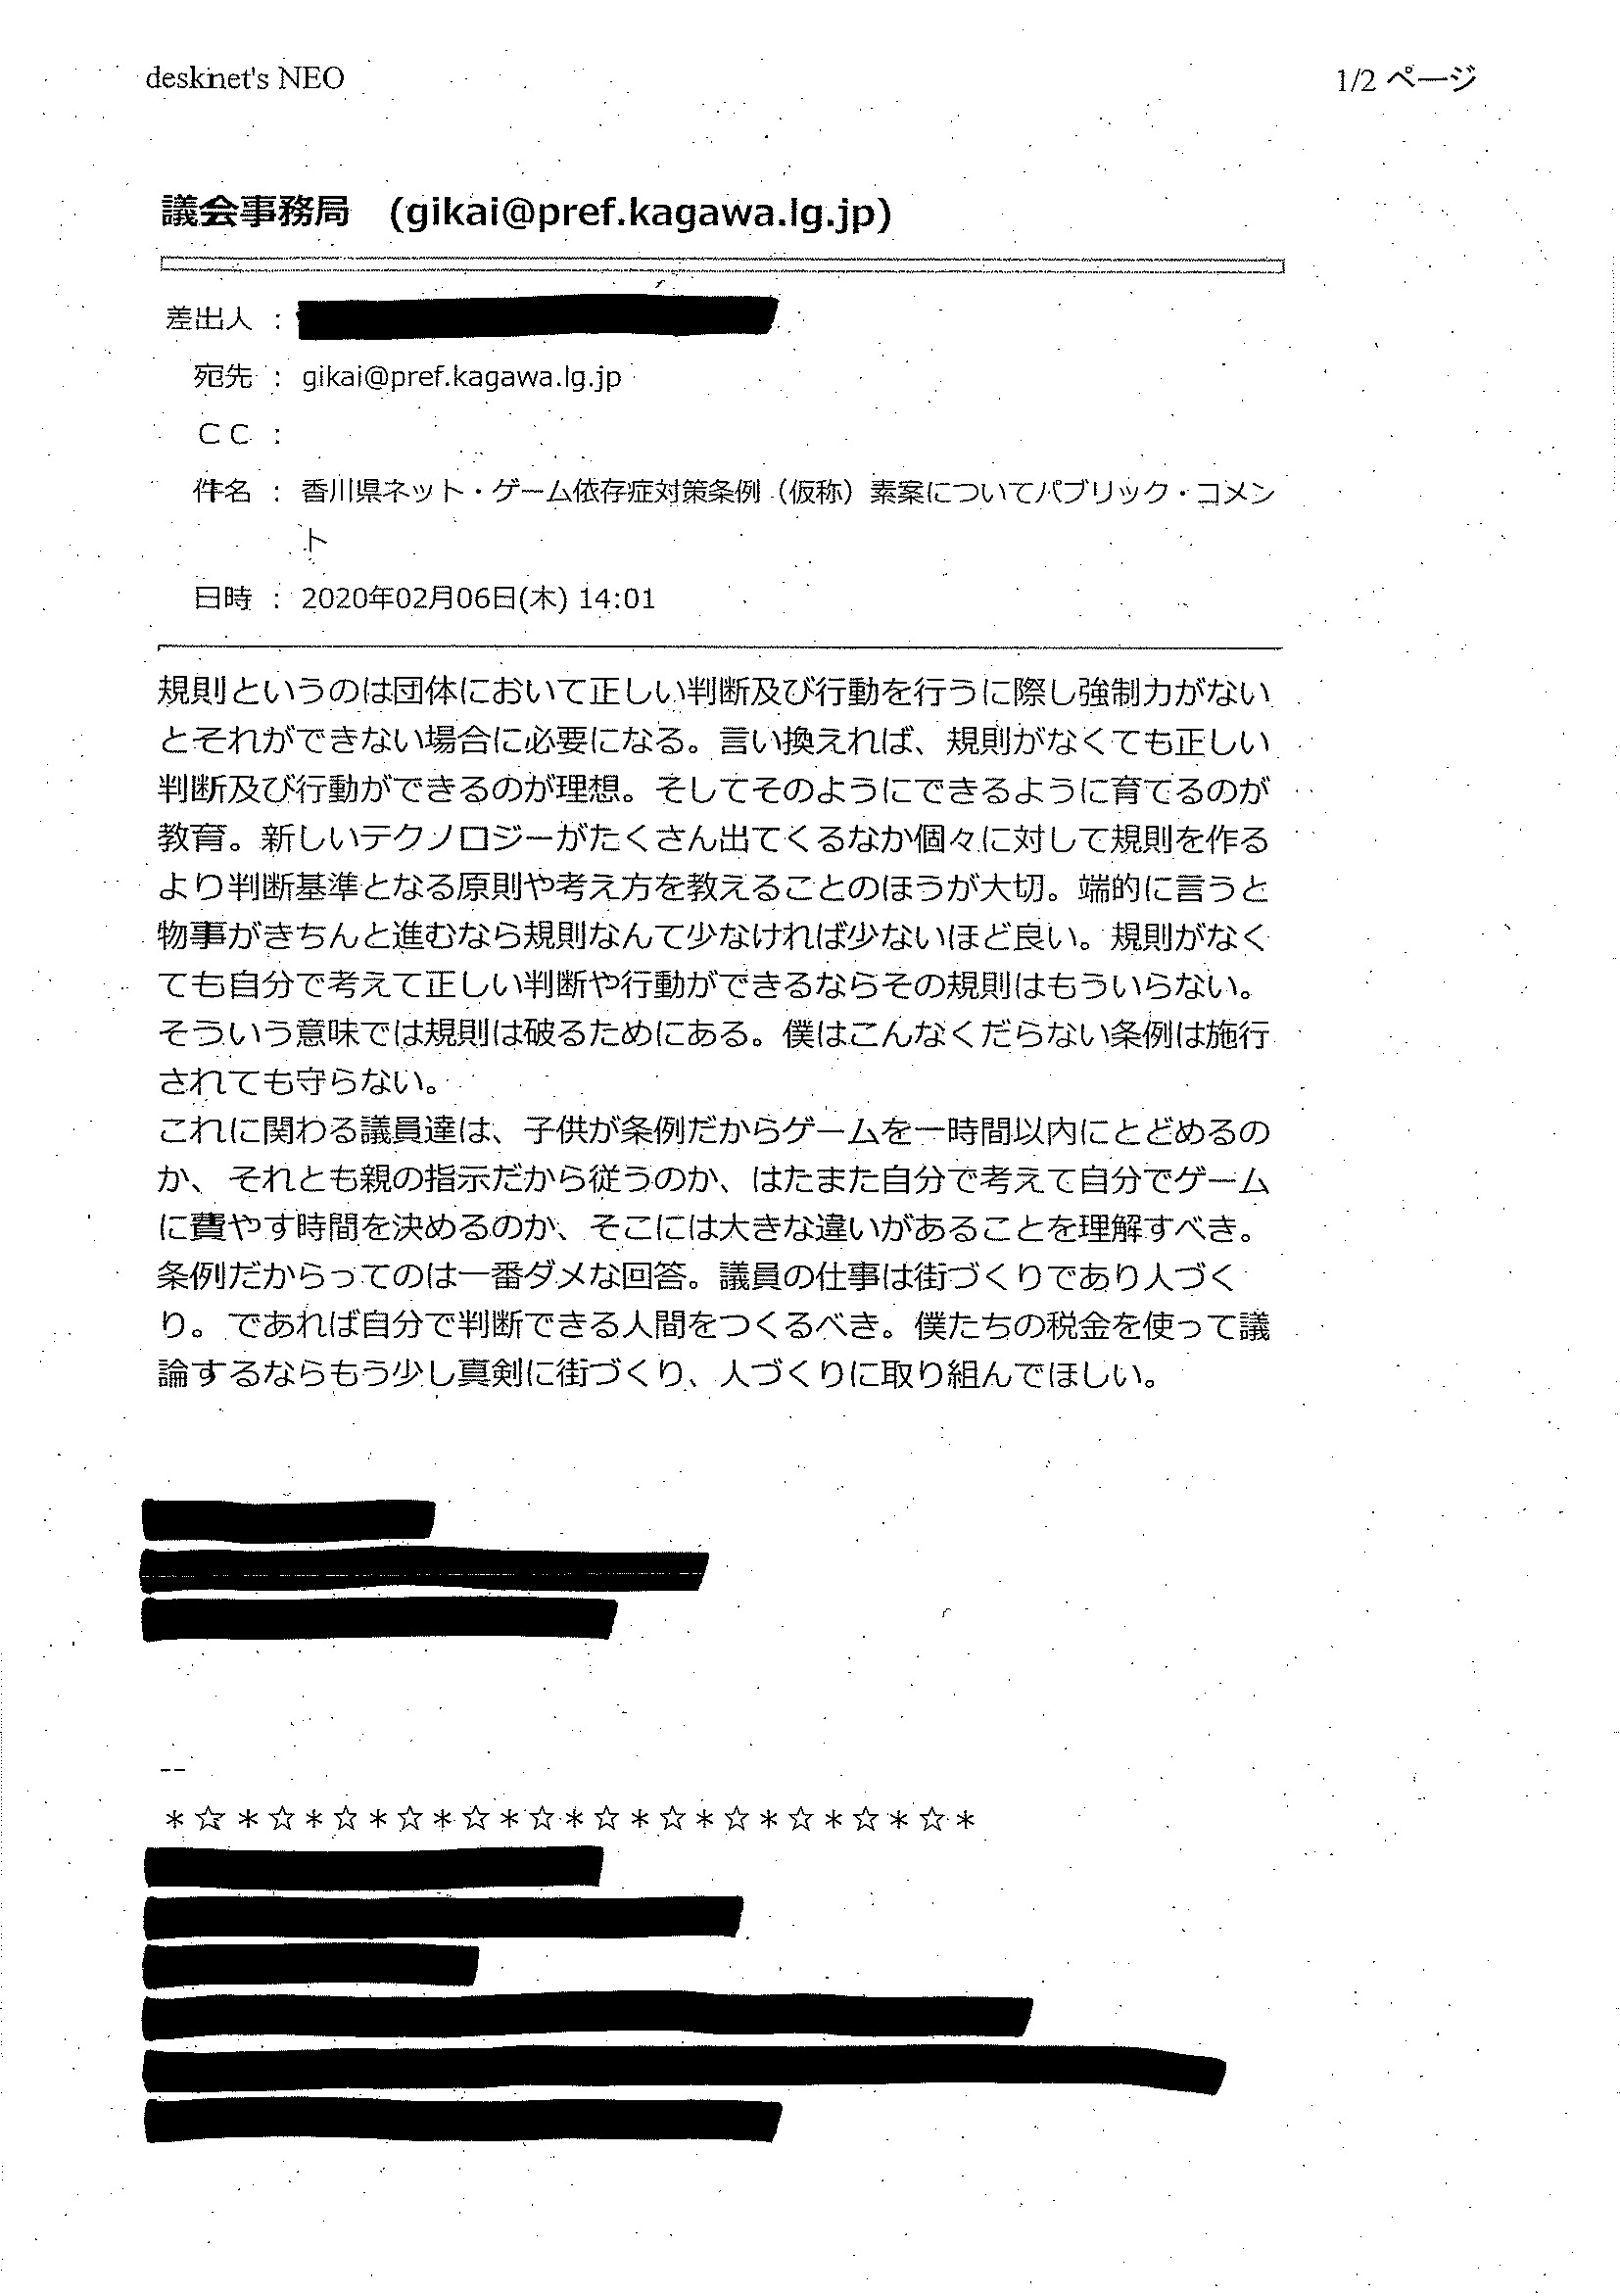 desknet's NEO
1/2 ページ
議会事務局　(gikai@pref.kagawa.lg.jp)
差出人 :
宛先 : gikai@pref.kagawa.lg.jp
ＣＣ :
件名 : 香川県ネット・ゲーム依存症対策条例（仮称）素案についてパブリック・コメン
ト
日時 : 2020年02月06日(木) 14:01
規則というのは団体において正しい判断及び行動を行うに際し強制力がない
とそれができない場合に必要になる。言い換えれば、規則がなくても正しい
判断及び行動ができるのが理想。そしてそのようにできるように育てるのが
教育。新しいテクノロジーがたくさん出てくるなか個々に対して規則を作る
より判断基準となる原則や考え方を教えることのほうが大切。端的に言うと
物事がきちんと進むなら規則なんて少なければ少ないほど良い。規則がなく
ても自分で考えて正しい判断や行動ができるならその規則はもういらない。
そういう意味では規則は破るためにある。僕はこんなくだらない条例は施行
されても守らない。
これに関わる議員達は、子供が条例だからゲームを一時間以内にとどめるの
か、それとも親の指示だから従うのか、はたまた自分で考えて自分でゲーム
に費やす時間を決めるのか、そこには大きな違いがあることを理解すべき。
条例だからってのは一番ダメな回答。議員の仕事は街づくりであり人づく
り。であれば自分で判断できる人間をつくるべき。僕たちの税金を使って議
論するならもう少し真剣に街づくり、人づくりに取り組んでほしい。
--
＊☆＊☆＊☆＊☆＊☆＊☆＊☆＊☆＊☆＊☆＊☆＊☆＊